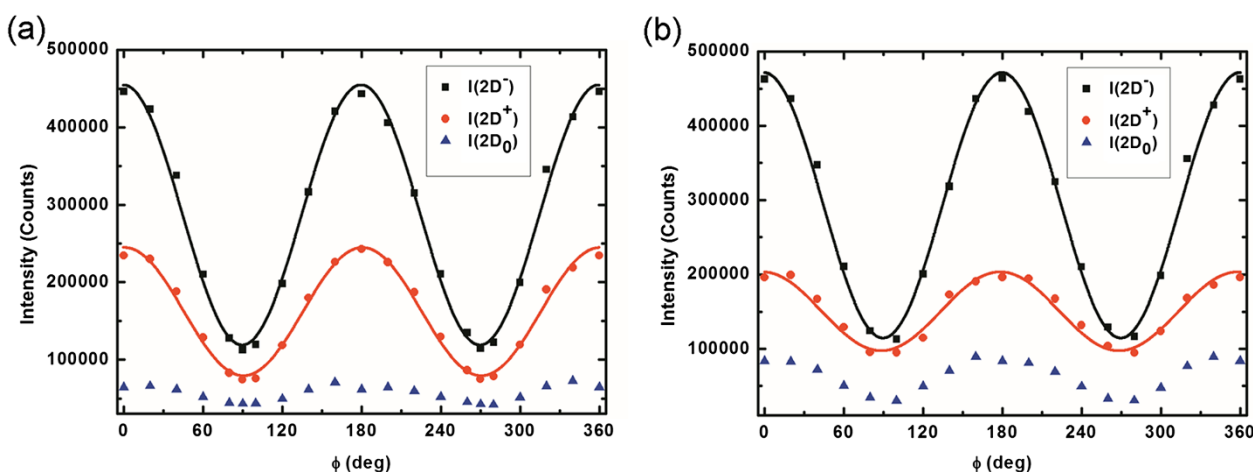 (a)
500000
400000
300000
200000
100000
Intensity (Counts)
I(2D⁻)
I(2D⁺)
I(2D₀)
0 60 120 180 240 300 360
ϕ (deg)
(b)
500000
400000
300000
200000
100000
Intensity (Counts)
I(2D⁻)
I(2D⁺)
I(2D₀)
0 60 120 180 240 300 360
ϕ (deg)